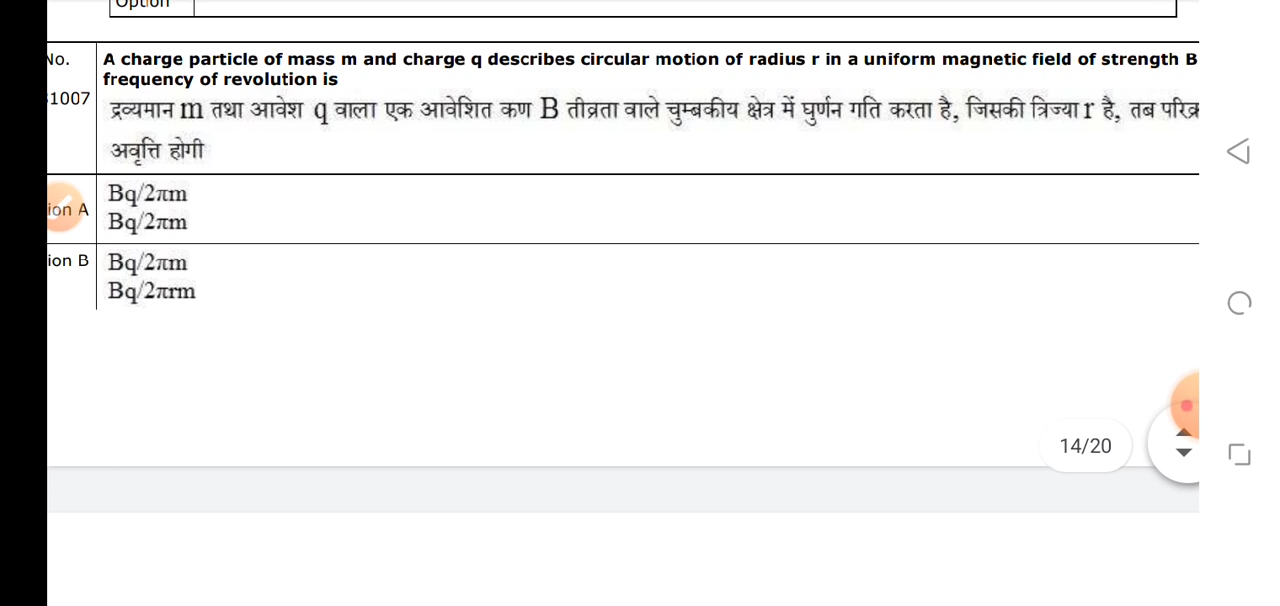 Option
No. A charge particle of mass m and charge q describes circular motion of radius r in a uniform magnetic field of strength B
frequency of revolution is
1007 द्रव्यमान m तथा आवेश q वाला एक आवेशित कण B तीव्रता वाले चुम्बकीय क्षेत्र में घुर्णन गति करता है, जिसकी त्रिज्या r है, तब
अवृत्ति होगी
ion A Bq/2πm
Bq/2πm
ion B Bq/2πm
Bq/2πrm
14/20